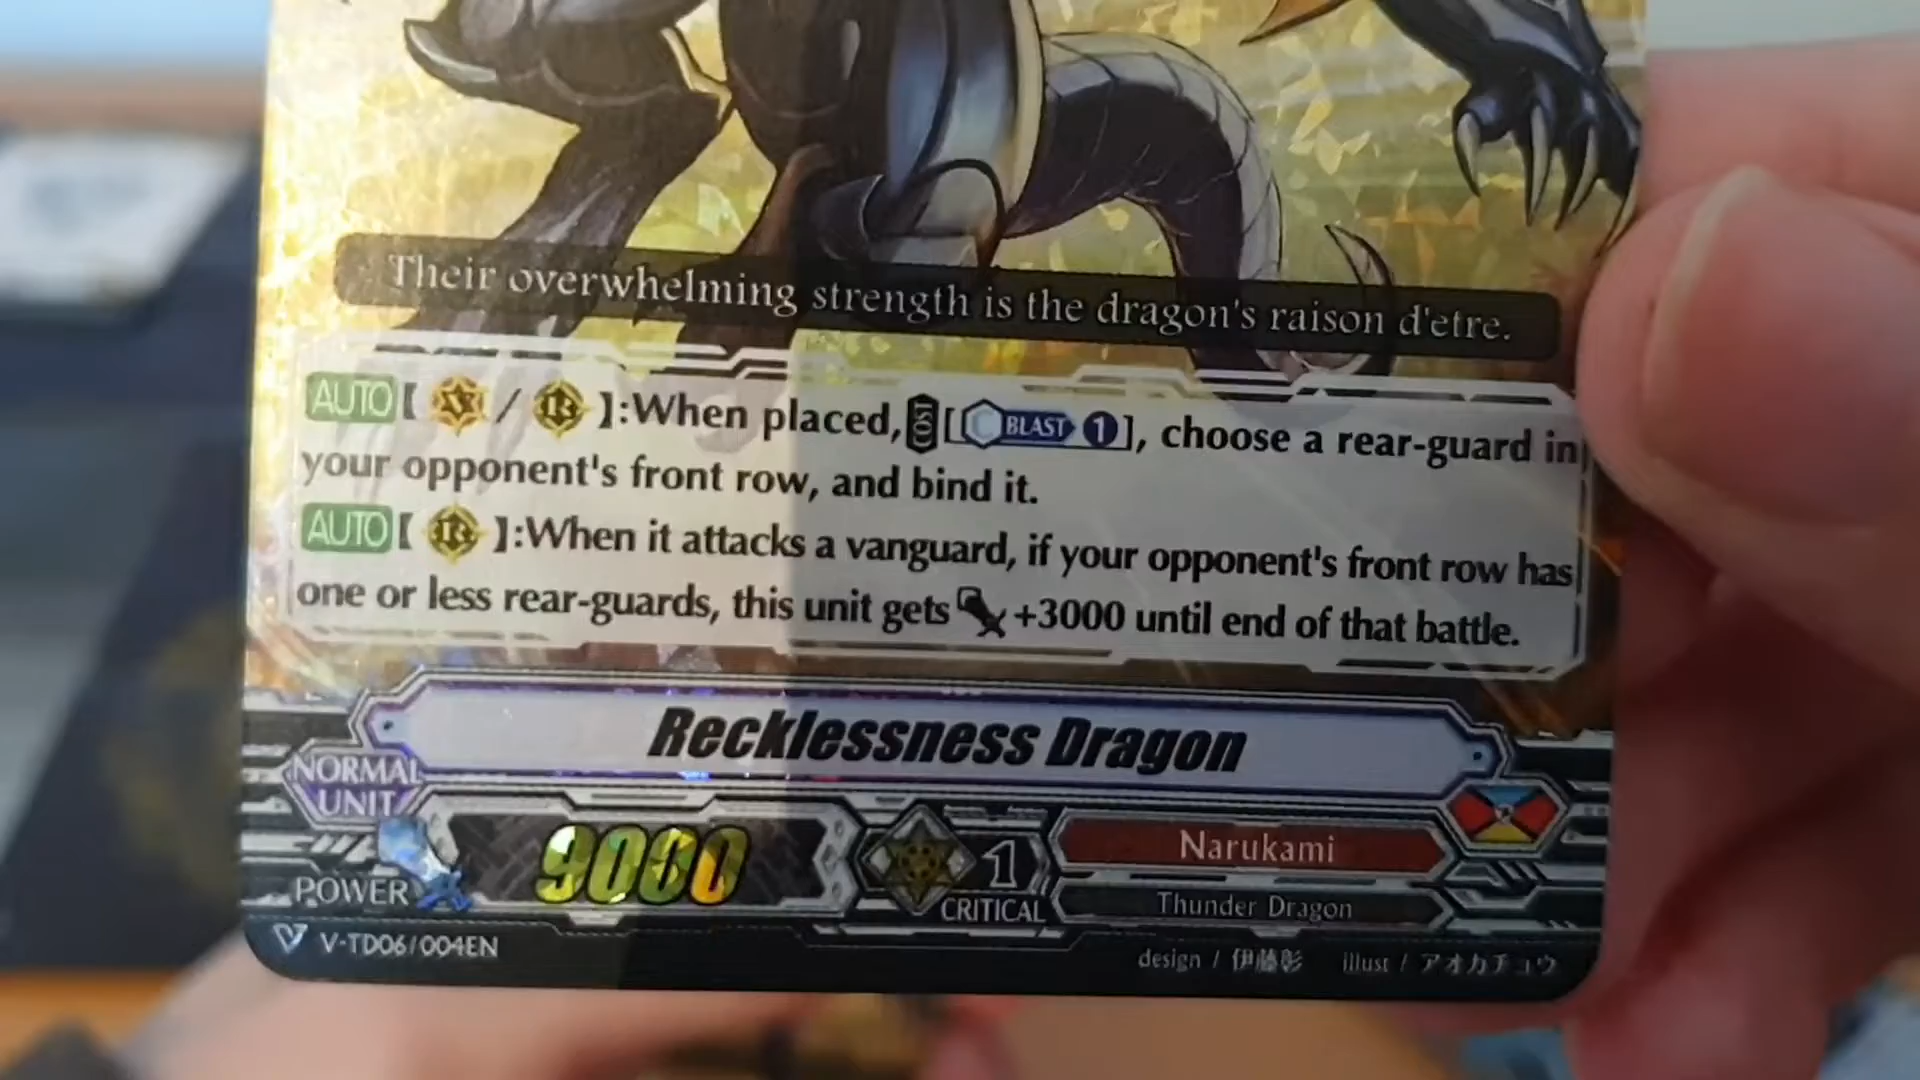 Their overwhelming strength is the dragon's raison d'etre.
AUTO【 V / R 】:When placed, COST [ BLAST 1 ], choose a rear-guard in
your opponent's front row, and bind it.
AUTO【 R 】:When it attacks a vanguard, if your opponent's front row has
one or less rear-guards, this unit gets +3000 until end of that battle.
Recklessness Dragon
NORMAL
UNIT
POWER 9000
1
CRITICAL
Narukami
Thunder Dragon
V-TD06/004EN
design / 伊藤彰 illust / アオカチョウ